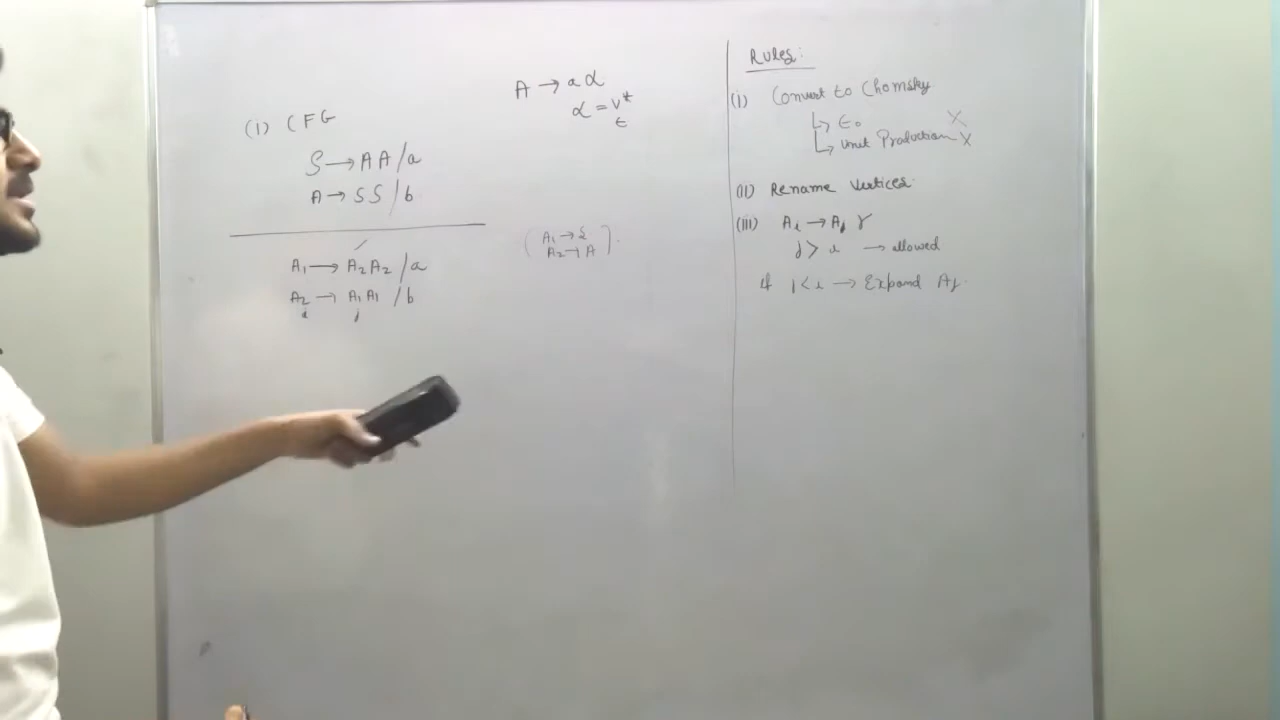 A → a α
α = V*
t
(1) CFG
S → AA/a
A → SS/b
A₁ → A₂A₂ /a
A₂ → A₁A₁ /b
i j
(A₁ → S
A₂ → A).
Rules:
(i) Convert to Chomsky
↳ ε. X
↳ Unit Production X
(ii) Rename Vertices.
(iii) Aᵢ → Aⱼ γ
j > i → allowed
If j < i → Expand Aⱼ.